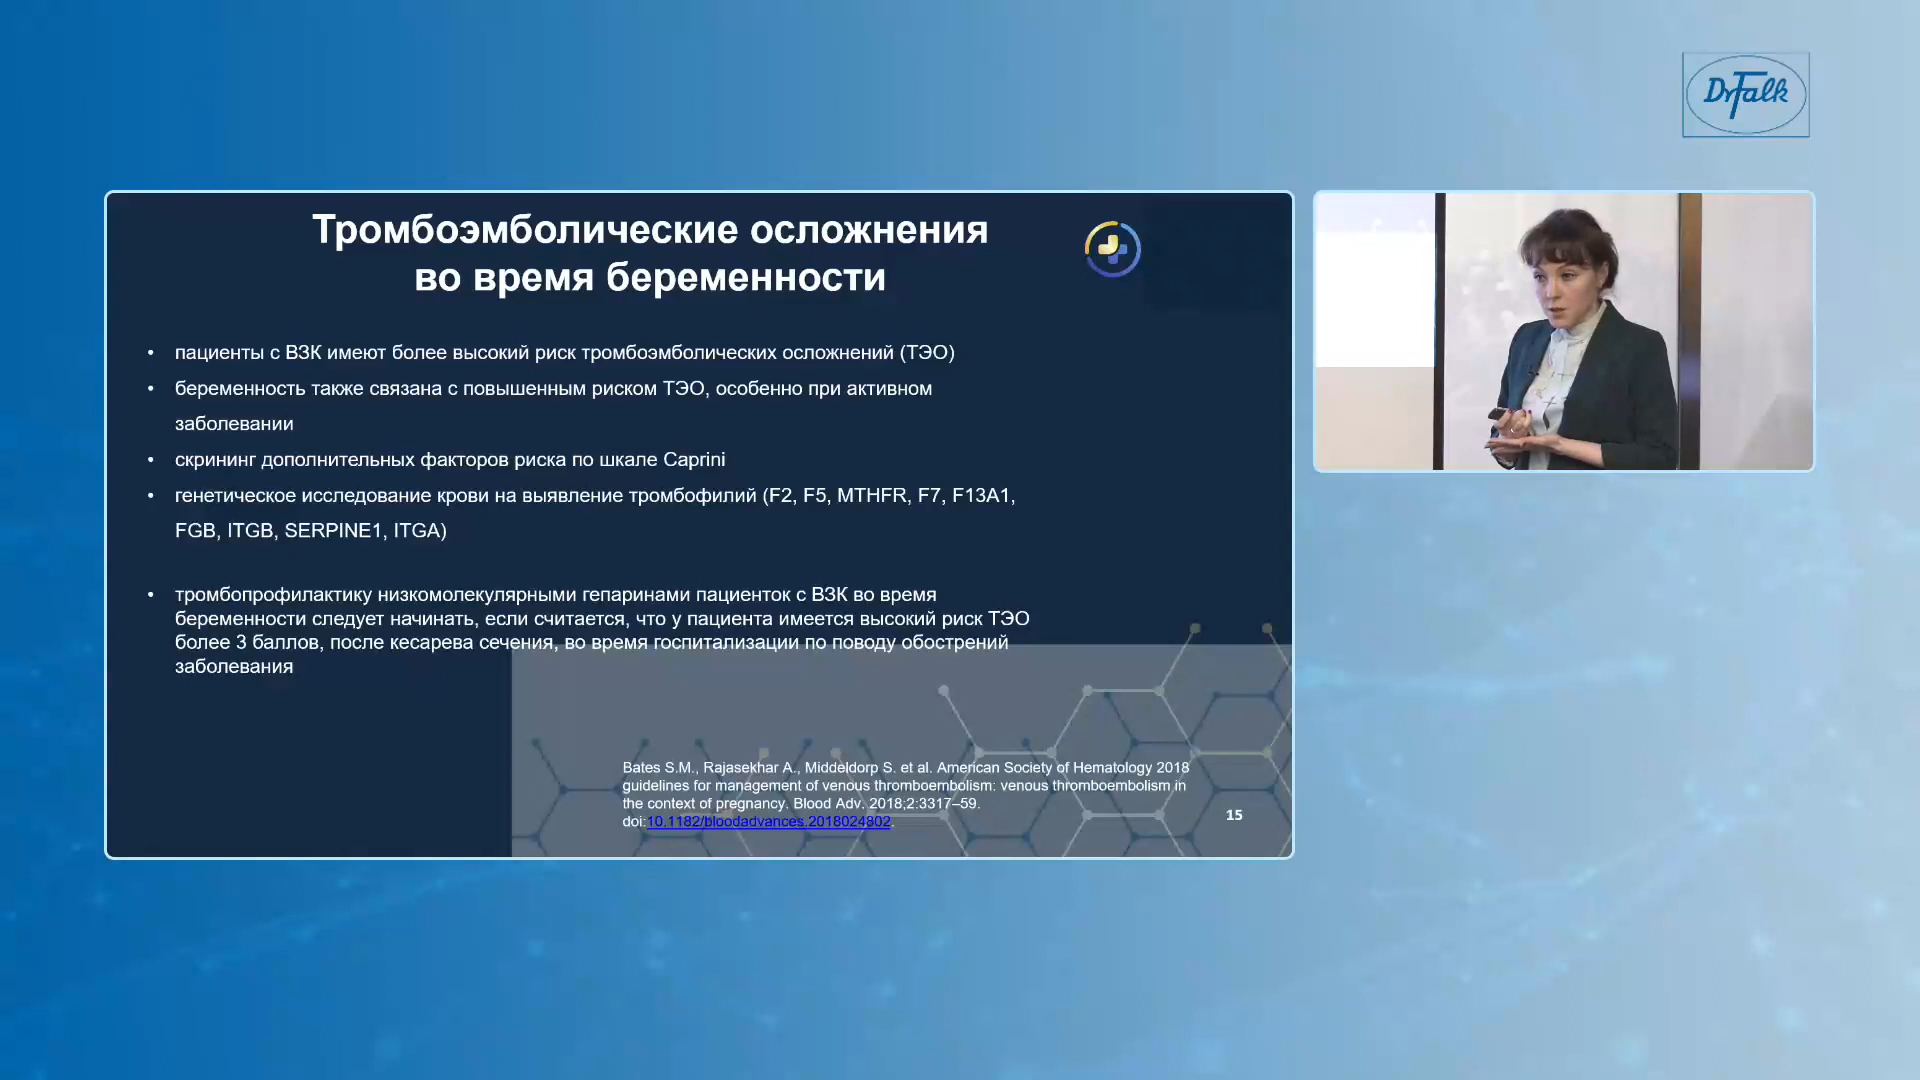 Dr Falk
Тромбоэмболические осложнения
во время беременности
• пациенты с ВЗК имеют более высокий риск тромбоэмболических осложнений (ТЭО)
• беременность также связана с повышенным риском ТЭО, особенно при активном
заболевании
• скрининг дополнительных факторов риска по шкале Caprini
• генетическое исследование крови на выявление тромбофилий (F2, F5, MTHFR, F7, F13A1,
FGB, ITGB, SERPINE1, ITGA)
• тромбопрофилактику низкомолекулярными гепаринами пациенток с ВЗК во время
беременности следует начинать, если считается, что у пациента имеется высокий риск ТЭО
более 3 баллов, после кесарева сечения, во время госпитализации по поводу обострений
заболевания
Bates S.M., Rajasekhar A., Middeldorp S. et al. American Society of Hematology 2018
guidelines for management of venous thromboembolism: venous thromboembolism in
the context of pregnancy. Blood Adv. 2018;2:3317–59.
doi:10.1182/bloodadvances.2018024802.
15